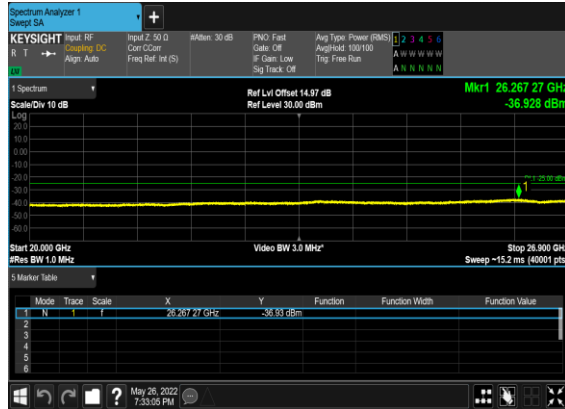 Spectrum Analyzer 1
Swept SA
+
KEYSIGHT Input: RF Input Z: 50 Ω #Atten: 30 dB PNO: Fast Avg Type: Power (RMS) 1 2 3 4 5 6
R T Coupling: DC Corr CCorr Gate: Off Avg|Hold: 100/100 A W W W W W
Align: Auto Freq Ref: Int (S) IF Gain: Low Trig: Free Run
Sig Track: Off A N N N N N
1 Spectrum
Scale/Div 10 dB
Ref Lvl Offset 14.97 dB
Ref Level 30.00 dBm
Mkr1 26.267 27 GHz
-36.928 dBm
Log
20.0
10.0
0.00
-10.0
-20.0
-30.0
-40.0
-50.0
-60.0
-25.00 dBm
1
Start 20.000 GHz Video BW 3.0 MHz* Stop 26.900 GHz
#Res BW 1.0 MHz Sweep ~15.2 ms (40001 pts)
5 Marker Table
Mode Trace Scale X Y Function Function Width Function Value
1 N 1 f 26.267 27 GHz -36.93 dBm
2
3
4
5
6
? May 26, 2022
7:33:05 PM